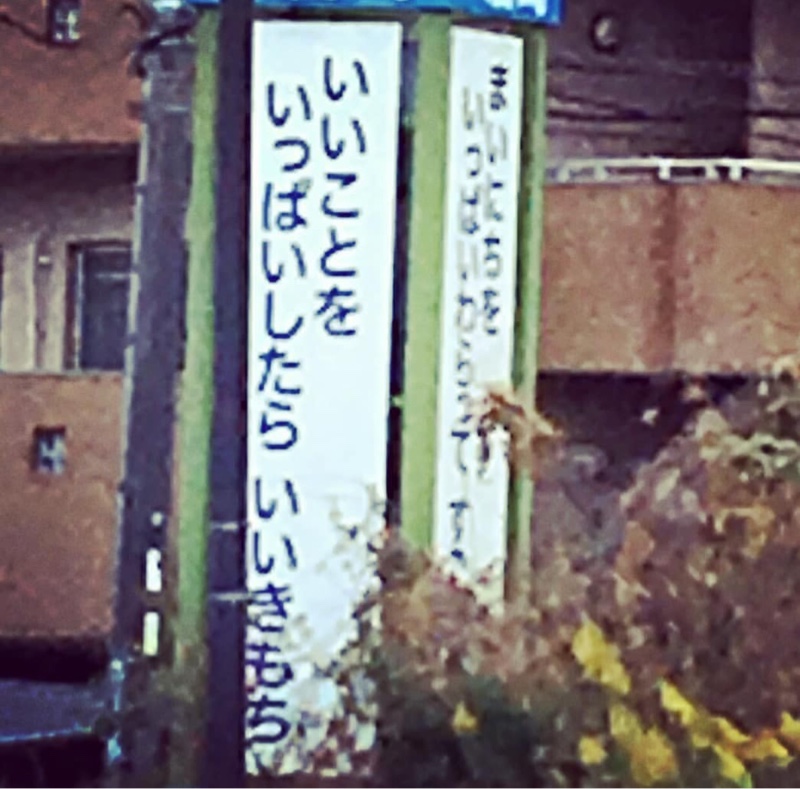 いいことを
いっぱいしたら いいきもち
まいにちを
いっぱいわらって